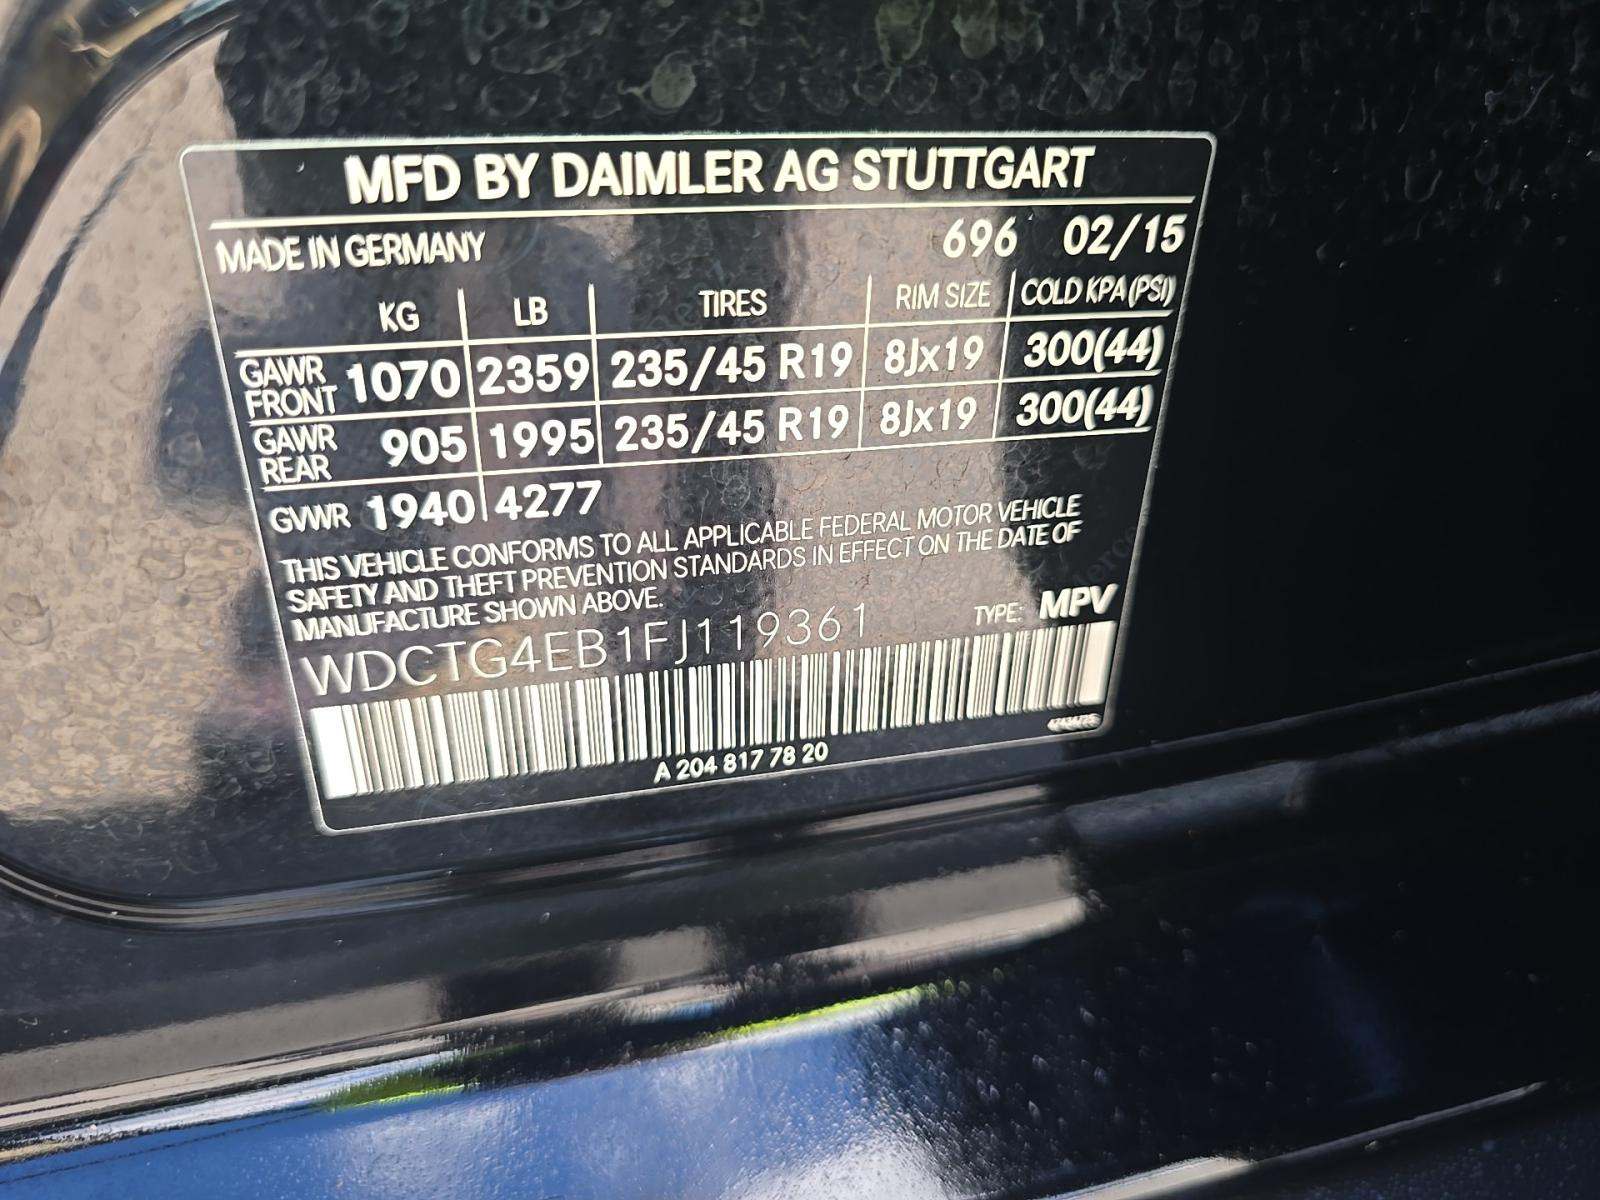 MFD BY DAIMLER AG STUTTGART
MADE IN GERMANY 696 02/15
KG LB TIRES RIM SIZE COLD KPA(PSI)
GAWR FRONT 1070 2359 235/45 R19 8Jx19 300(44)
GAWR REAR 905 1995 235/45 R19 8Jx19 300(44)
GVWR 1940 4277
THIS VEHICLE CONFORMS TO ALL APPLICABLE FEDERAL MOTOR VEHICLE
SAFETY AND THEFT PREVENTION STANDARDS IN EFFECT ON THE DATE OF
MANUFACTURE SHOWN ABOVE.
WDCTG4EB1FJ119361 TYPE: MPV
A 204 817 78 20